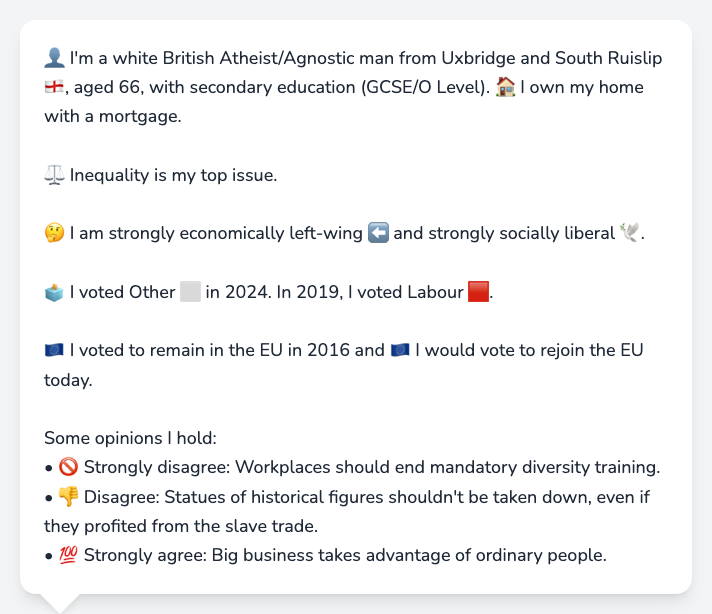 👤 I'm a white British Atheist/Agnostic man from Uxbridge and South Ruislip
🏴󠁧󠁢󠁥󠁮󠁧󠁿, aged 66, with secondary education (GCSE/O Level). 🏠 I own my home
with a mortgage.
⚖️ Inequality is my top issue.
🤔 I am strongly economically left-wing ⬅️ and strongly socially liberal 🕊️.
🗳️ I voted Other ⬜ in 2024. In 2019, I voted Labour 🟥.
🇪🇺 I voted to remain in the EU in 2016 and 🇪🇺 I would vote to rejoin the EU
today.
Some opinions I hold:
• 🚫 Strongly disagree: Workplaces should end mandatory diversity training.
• 👎 Disagree: Statues of historical figures shouldn't be taken down, even if
they profited from the slave trade.
• 💯 Strongly agree: Big business takes advantage of ordinary people.